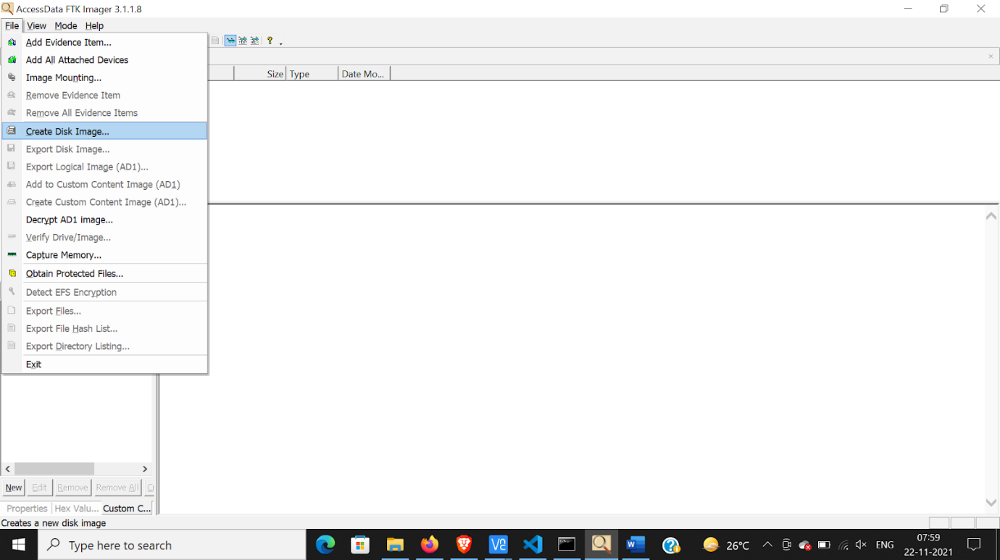 AccessData FTK Imager 3.1.1.8
File View Mode Help
Add Evidence Item...
Add All Attached Devices
Image Mounting...
Remove Evidence Item
Remove All Evidence Items
Create Disk Image...
Export Disk Image...
Export Logical Image (AD1)...
Add to Custom Content Image (AD1)
Create Custom Content Image (AD1)...
Decrypt AD1 image...
Verify Drive/Image...
Capture Memory...
Obtain Protected Files...
Detect EFS Encryption
Export Files...
Export File Hash List...
Export Directory Listing...
Exit
Size Type Date Mo...
New Edit Remove Remove All
Properties Hex Valu... Custom C...
Creates a new disk image
Type here to search
26°C
ENG
07:59
22-11-2021